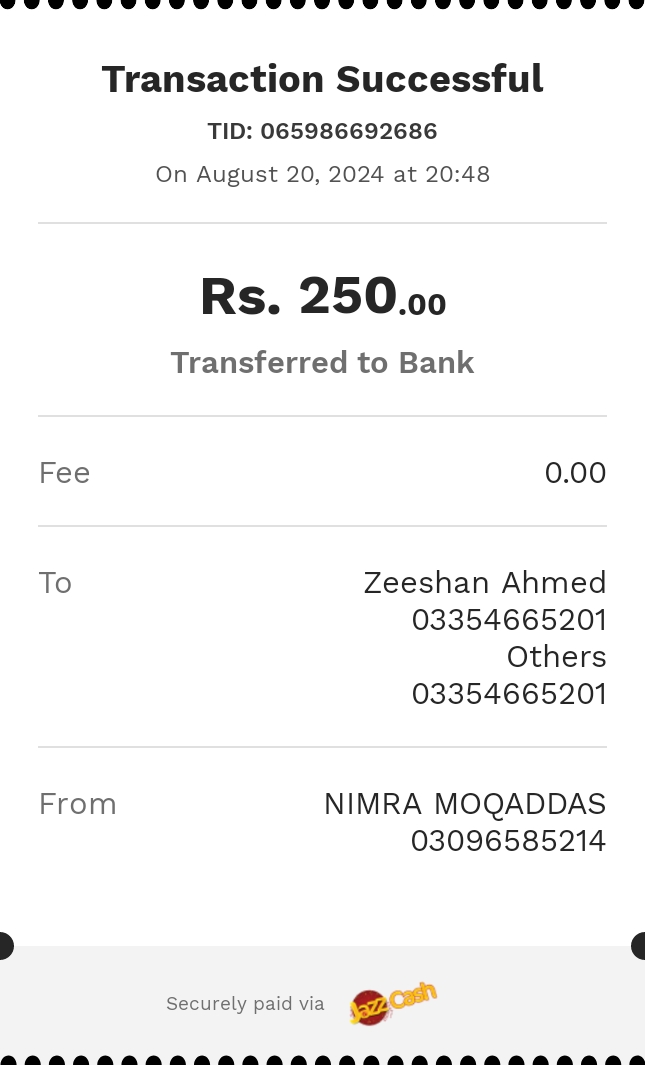 Transaction Successful
TID: 065986692686
On August 20, 2024 at 20:48
Rs. 250.00
Transferred to Bank
Fee 0.00
To Zeeshan Ahmed
03354665201
Others
03354665201
From NIMRA MOQADDAS
03096585214
Securely paid via JazzCash